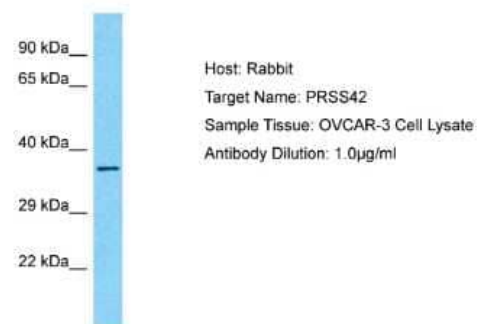 90 kDa
65 kDa
40 kDa
29 kDa
22 kDa
Host: Rabbit
Target Name: PRSS42
Sample Tissue: OVCAR-3 Cell Lysate
Antibody Dilution: 1.0µg/ml